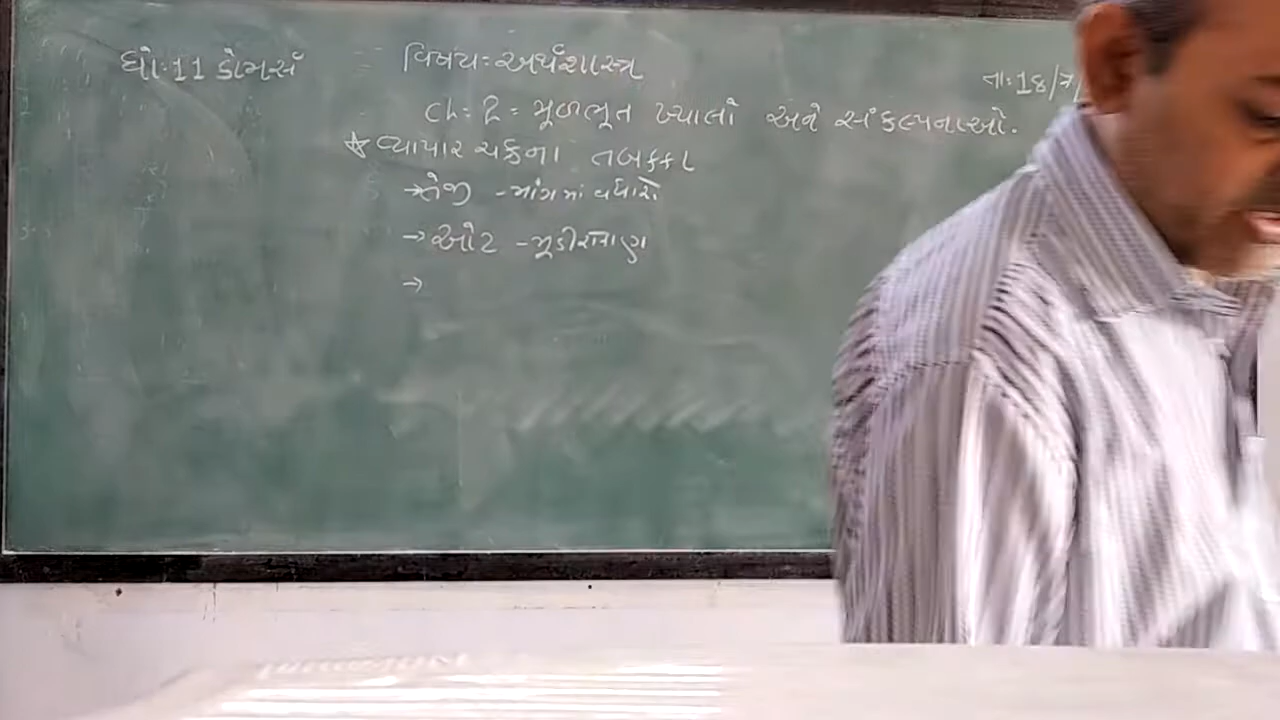 ધો:11 કોમર્સ વિષય:અર્થશાસ્ત્ર તા:18/7/
ch: 2 = મૂળભૂત ખ્યાલો અને સંકલ્પનાઓ.
☆ વ્યાપાર ચક્રના તબક્કા
→ તેજી - માંગમાં વધારો
→ ઓટ - મૂડીરોકાણ
→